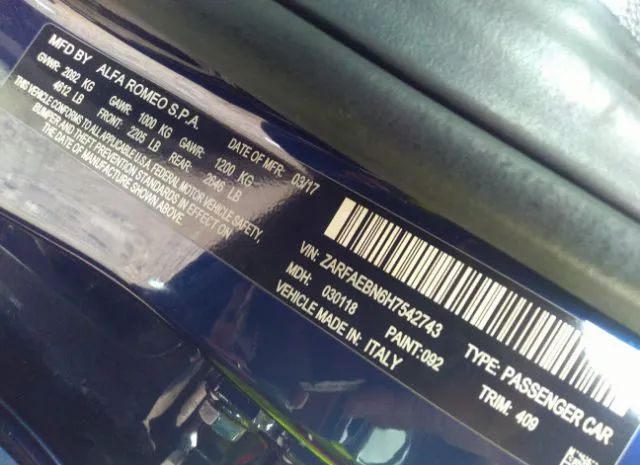 MFD BY ALFA ROMEO S.P.A. DATE OF MFR: 03/17
GVWR: 2092 KG GAWR: 1000 KG GAWR: 1200 KG
4612 LB FRONT: 2205 LB REAR: 2646 LB
THIS VEHICLE CONFORMS TO ALL APPLICABLE U.S.A. FEDERAL MOTOR VEHICLE SAFETY,
BUMPER, AND THEFT PREVENTION STANDARDS IN EFFECT ON
THE DATE OF MANUFACTURE SHOWN ABOVE.
VIN: ZARFAEBN6H7542743 TYPE: PASSENGER CAR
MDH: 030118 PAINT:092 TRIM: 409
VEHICLE MADE IN: ITALY